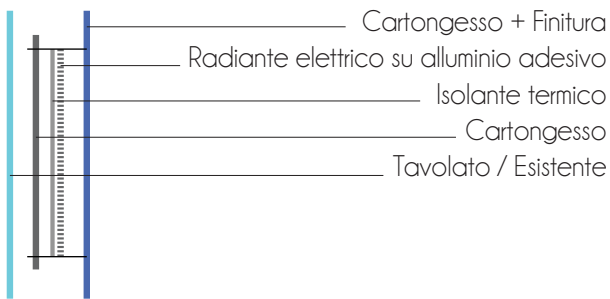 Cartongesso + Finitura
Radiante elettrico su alluminio adesivo
Isolante termico
Cartongesso
Tavolato / Esistente